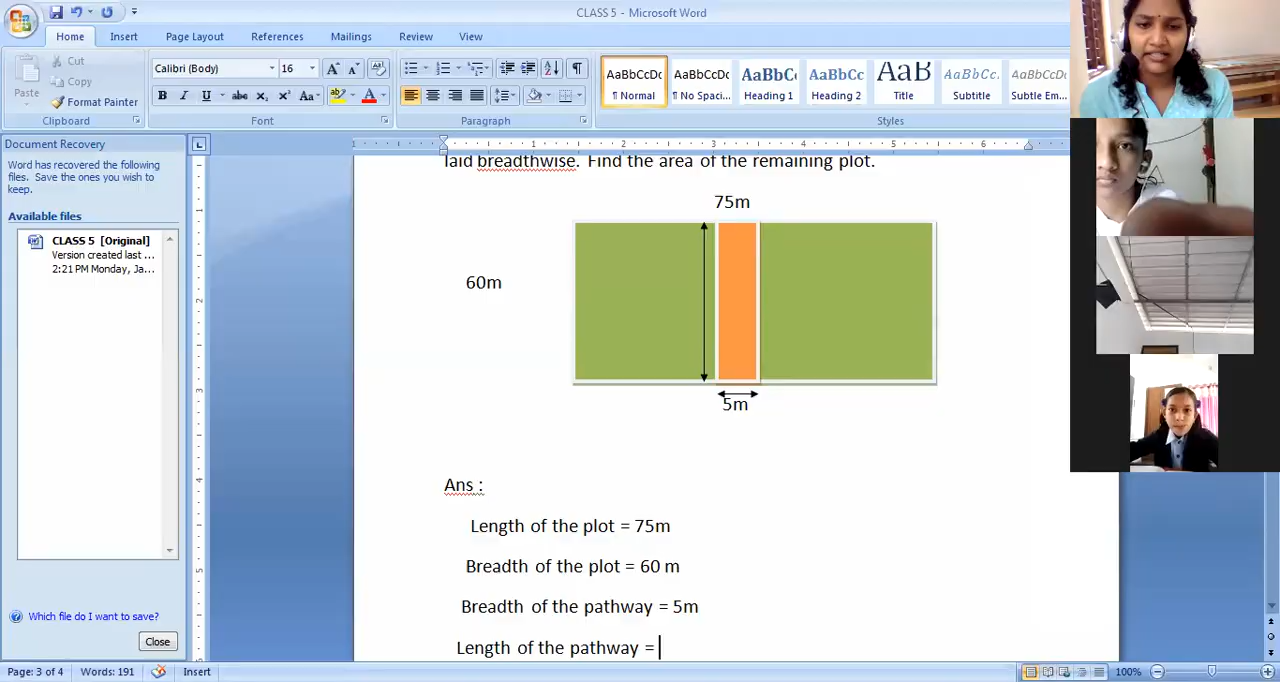 CLASS 5 - Microsoft Word
Home Insert Page Layout References Mailings Review View
Cut
Copy
Paste
Format Painter
Clipboard
Calibri (Body) 16
Font
Paragraph
AaBbCcDc AaBbCcDc AaBbCc AaBbCc AaB AaBbCc. AaBbCcDc
¶ Normal ¶ No Spaci... Heading 1 Heading 2 Title Subtitle Subtle Em...
Styles
Document Recovery
Word has recovered the following
files. Save the ones you wish to
keep.
Available files
CLASS 5 [Original]
Version created last ...
2:21 PM Monday, Ja...
Which file do I want to save?
Close
laid breadthwise. Find the area of the remaining plot.
75m
60m
5m
Ans :
Length of the plot = 75m
Breadth of the plot = 60 m
Breadth of the pathway = 5m
Length of the pathway =
Page: 3 of 4 Words: 191 Insert 100%